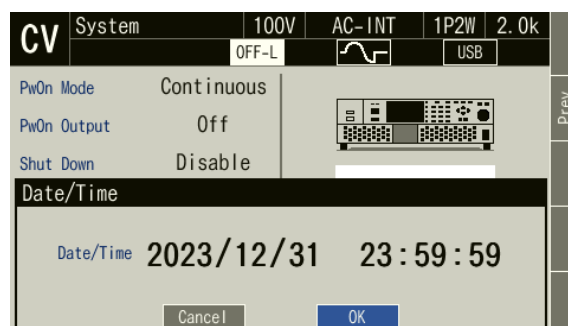 CV System 100V AC-INT 1P2W 2.0k
OFF-L USB
PwOn Mode Continuous
PwOn Output Off
Shut Down Disable
Prev
Date/Time
Date/Time 2023/12/31 23:59:59
Cancel OK